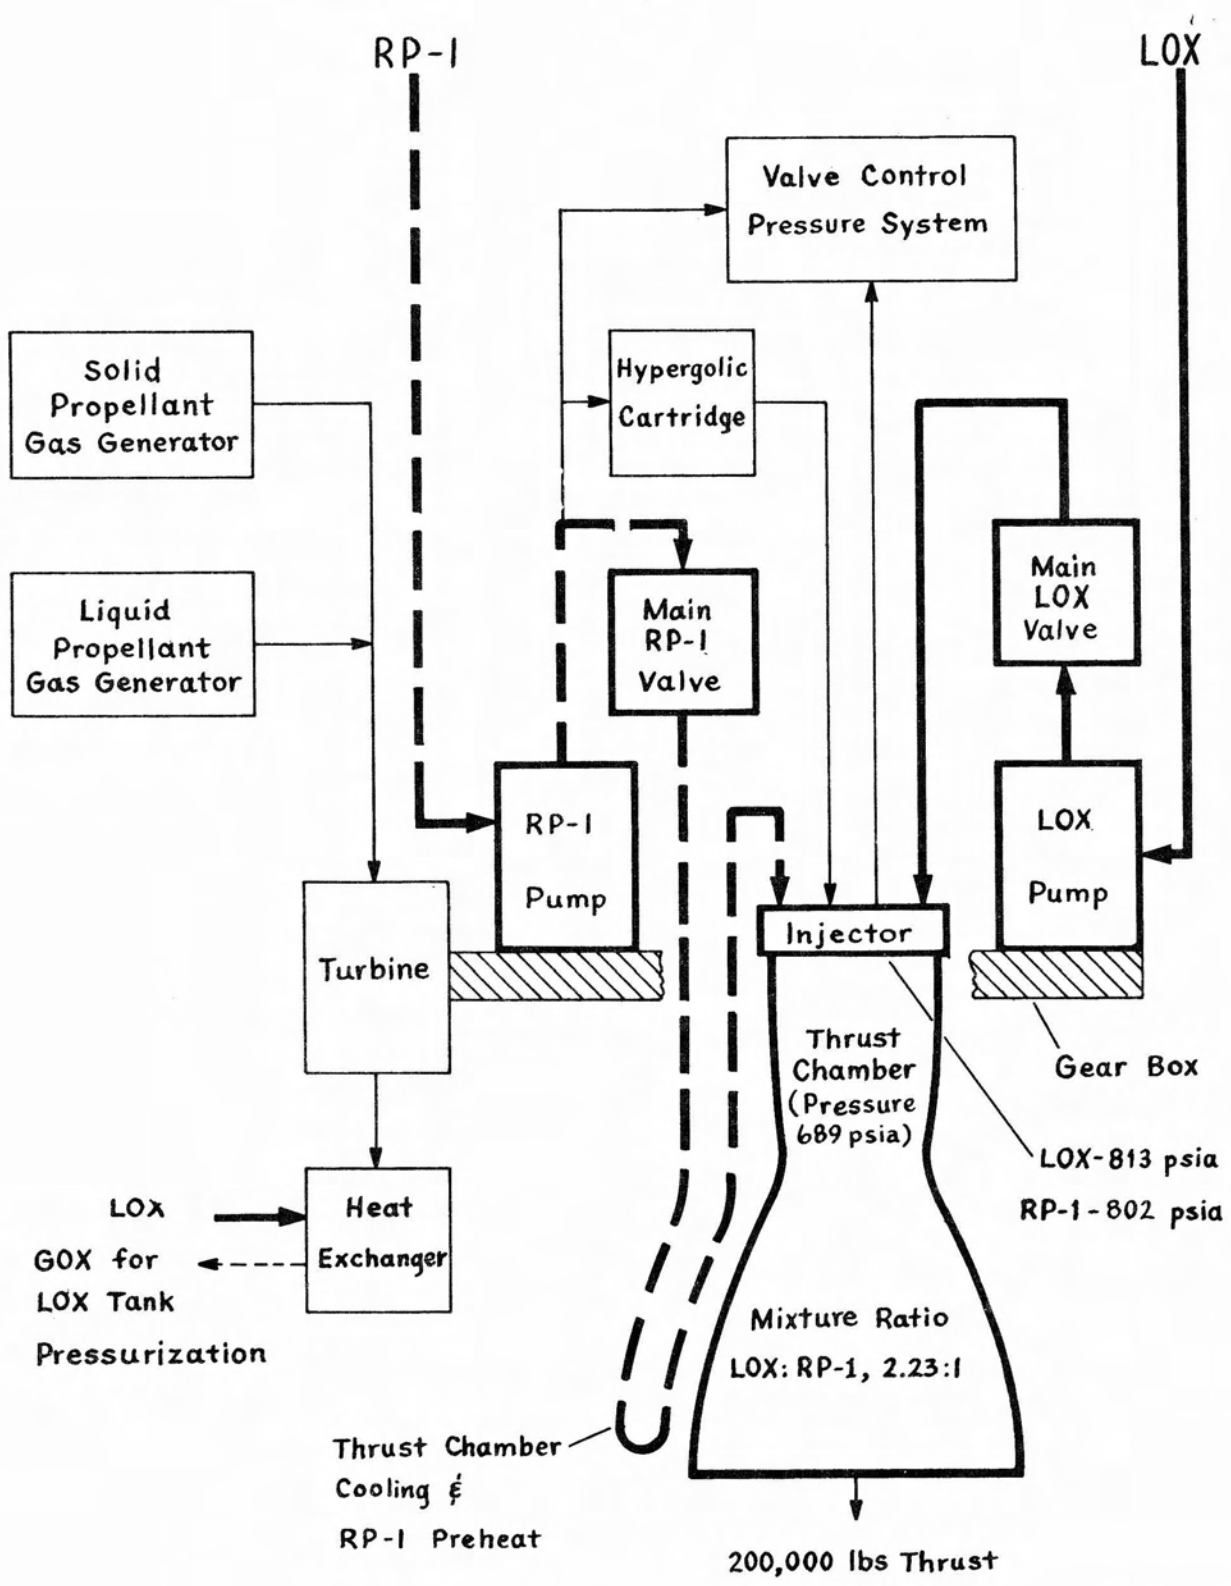 RP-1
LOX
Valve Control
Pressure System
Solid
Propellant
Gas Generator
Hypergolic
Cartridge
Liquid
Propellant
Gas Generator
Main
RP-1
Valve
Main
LOX
Valve
RP-1
Pump
LOX
Pump
Injector
Turbine
Thrust
Chamber
(Pressure
689 psia)
Gear Box
LOX-813 psia
RP-1-802 psia
LOX
GOX for
LOX Tank
Pressurization
Heat
Exchanger
Mixture Ratio
LOX: RP-1, 2.23:1
Thrust Chamber
Cooling &
RP-1 Preheat
200,000 lbs Thrust